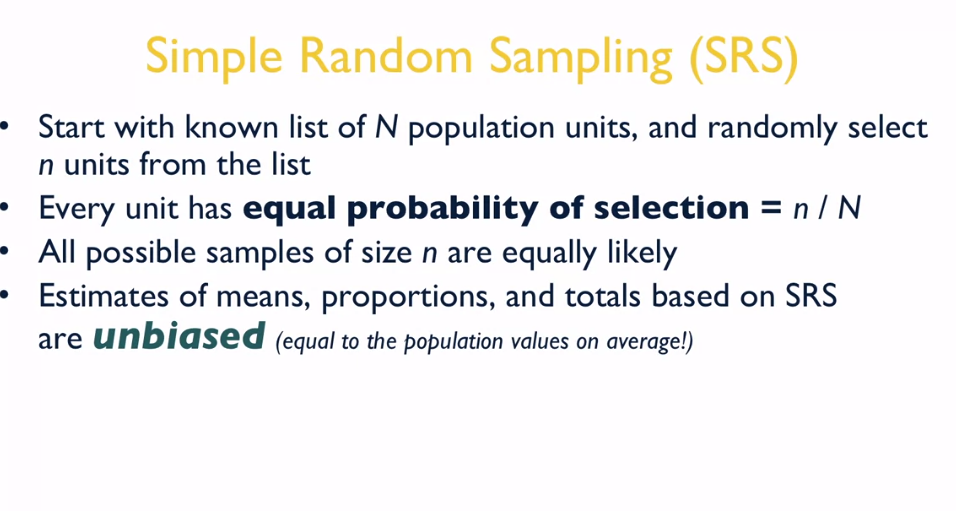 Simple Random Sampling (SRS)
• Start with known list of N population units, and randomly select
n units from the list
• Every unit has equal probability of selection = n / N
• All possible samples of size n are equally likely
• Estimates of means, proportions, and totals based on SRS
are unbiased (equal to the population values on average!)